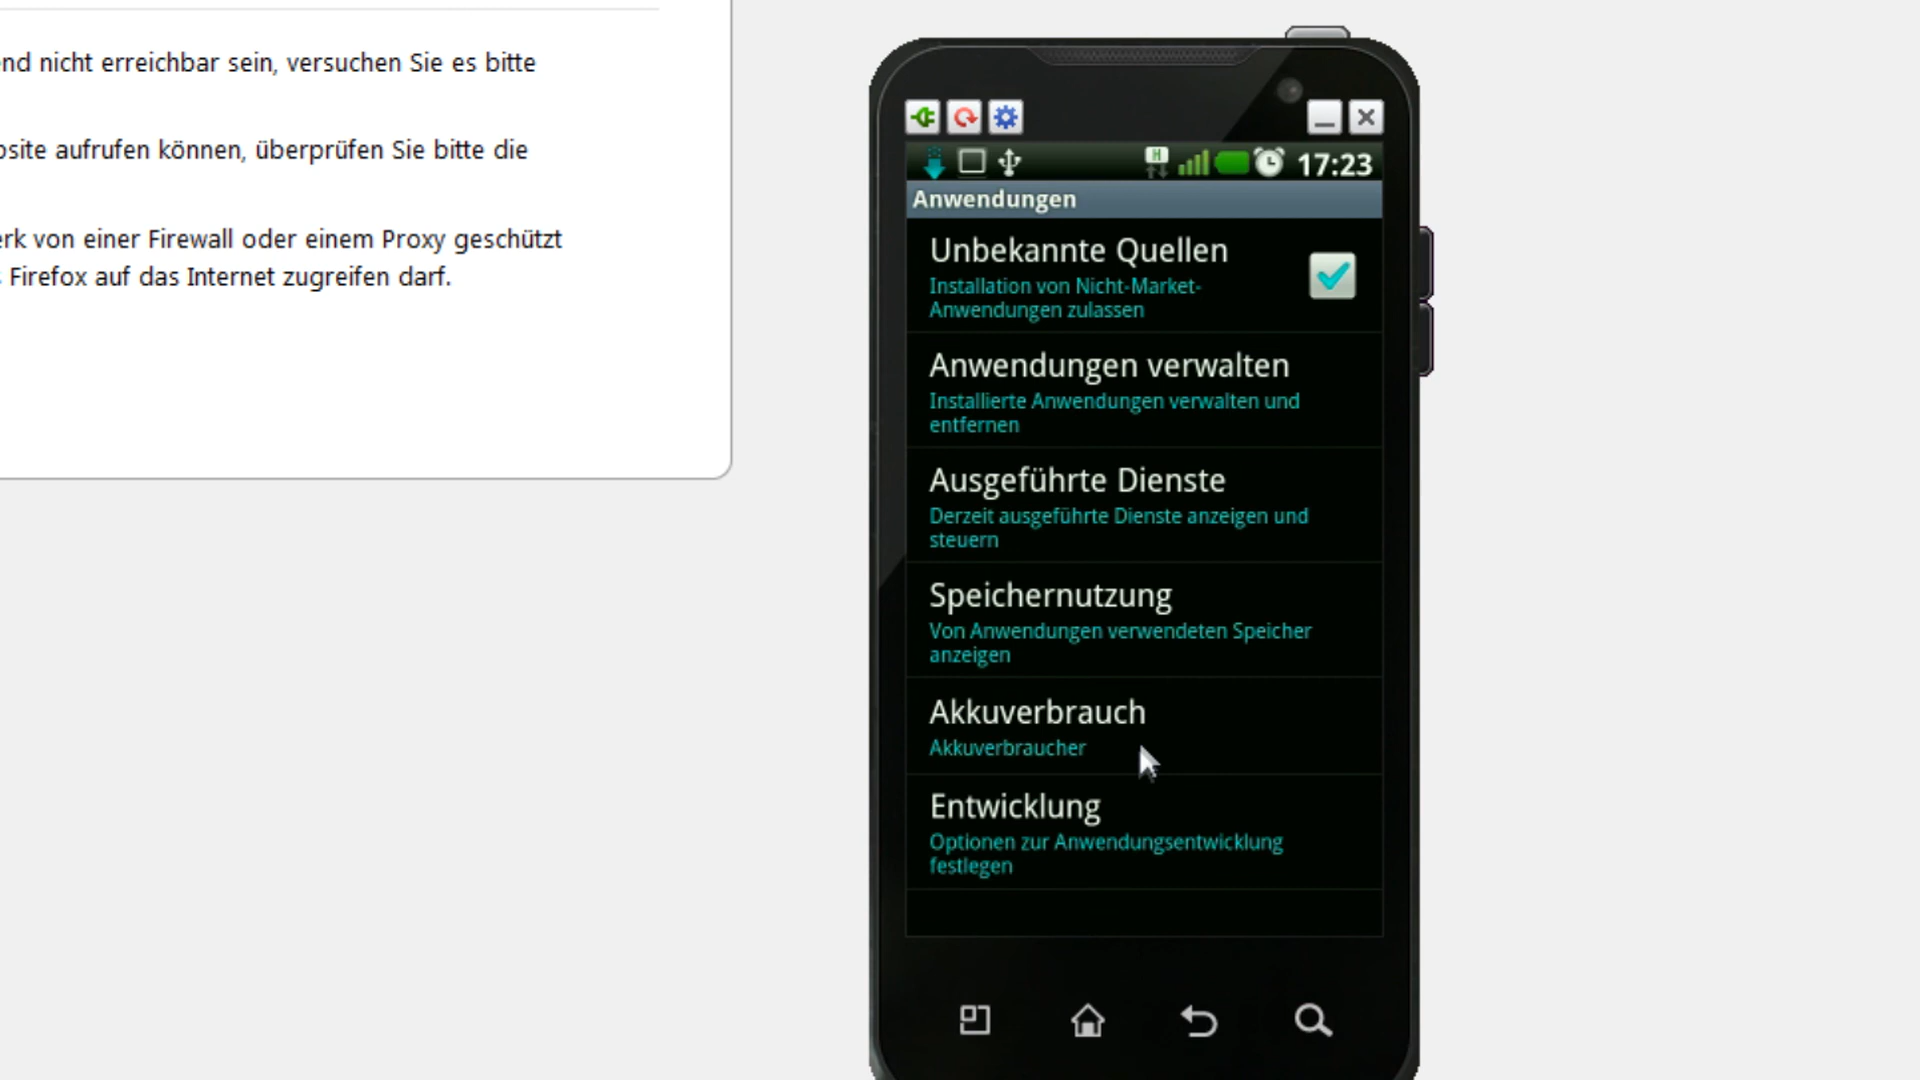 nd nicht erreichbar sein, versuchen Sie es bitte
site aufrufen können, überprüfen Sie bitte die
rk von einer Firewall oder einem Proxy geschützt
Firefox auf das Internet zugreifen darf.
H
17:23
Anwendungen
Unbekannte Quellen
Installation von Nicht-Market-
Anwendungen zulassen
Anwendungen verwalten
Installierte Anwendungen verwalten und
entfernen
Ausgeführte Dienste
Derzeit ausgeführte Dienste anzeigen und
steuern
Speichernutzung
Von Anwendungen verwendeten Speicher
anzeigen
Akkuverbrauch
Akkuverbraucher
Entwicklung
Optionen zur Anwendungsentwicklung
festlegen